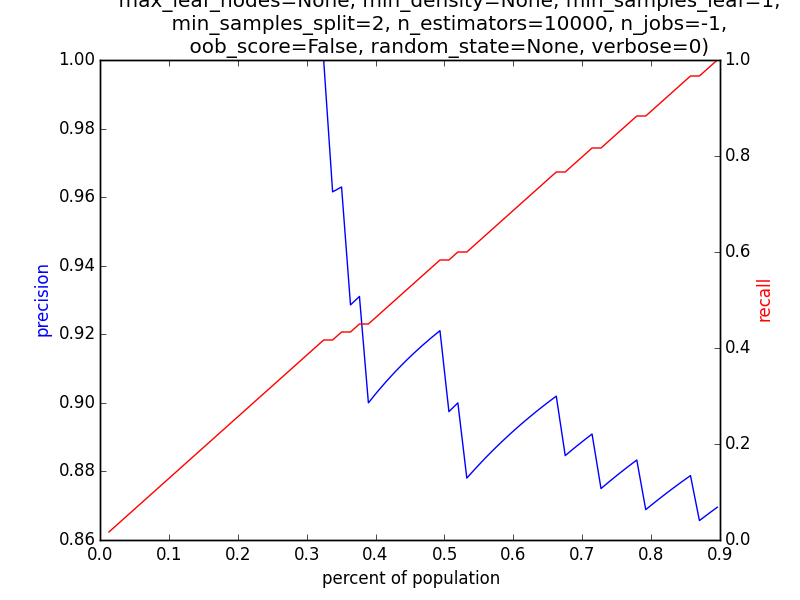 max_leaf_nodes=None, min_density=None, min_samples_leaf=1,
min_samples_split=2, n_estimators=10000, n_jobs=-1,
oob_score=False, random_state=None, verbose=0)
1.00
0.98
0.96
0.94
0.92
0.90
0.88
0.86
precision
1.0
0.8
0.6
0.4
0.2
0.0
recall
0.0 0.1 0.2 0.3 0.4 0.5 0.6 0.7 0.8 0.9
percent of population